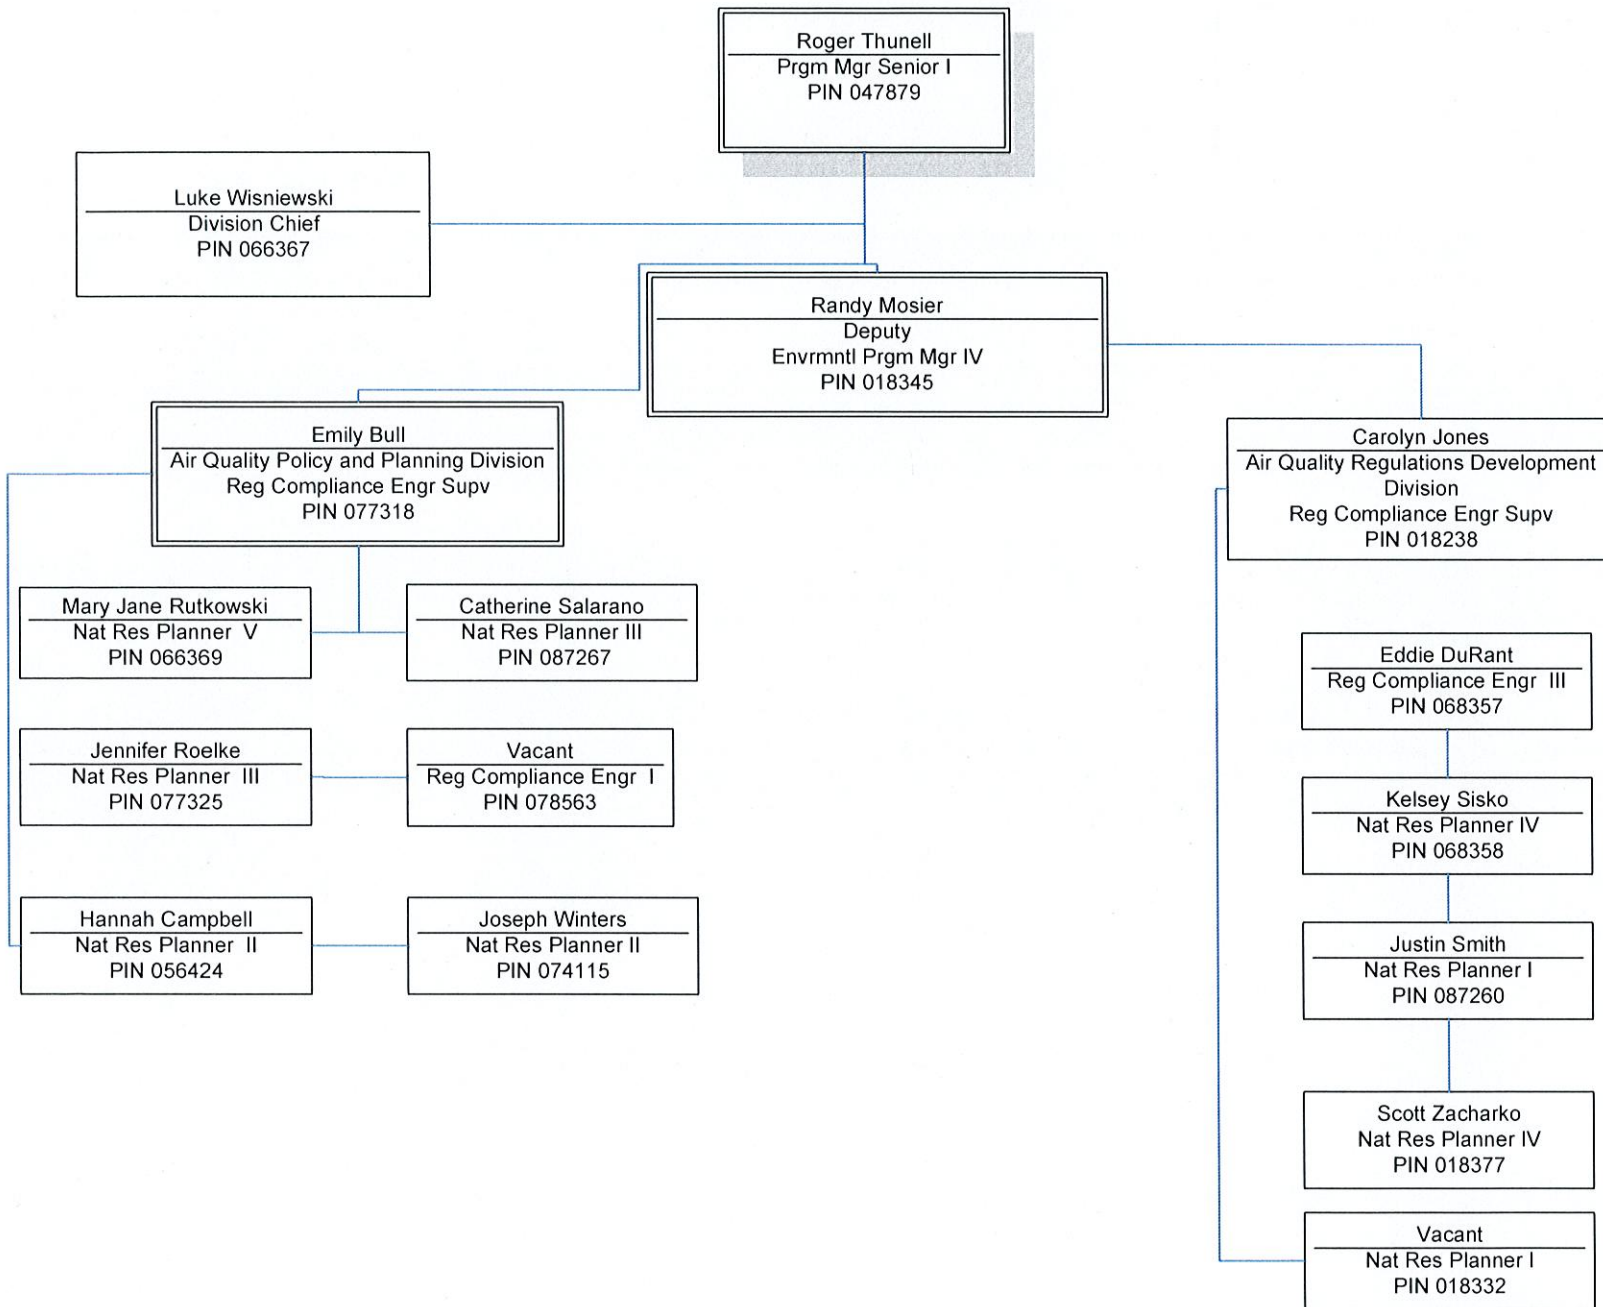 Roger Thunell
Prgm Mgr Senior I
PIN 047879
Luke Wisniewski
Division Chief
PIN 066367
Randy Mosier
Deputy
Envrmntl Prgm Mgr IV
PIN 018345
Emily Bull
Air Quality Policy and Planning Division
Reg Compliance Engr Supv
PIN 077318
Carolyn Jones
Air Quality Regulations Development
Division
Reg Compliance Engr Supv
PIN 018238
Mary Jane Rutkowski
Nat Res Planner V
PIN 066369
Catherine Salarano
Nat Res Planner III
PIN 087267
Jennifer Roelke
Nat Res Planner III
PIN 077325
Vacant
Reg Compliance Engr I
PIN 078563
Hannah Campbell
Nat Res Planner II
PIN 056424
Joseph Winters
Nat Res Planner II
PIN 074115
Eddie DuRant
Reg Compliance Engr III
PIN 068357
Kelsey Sisko
Nat Res Planner IV
PIN 068358
Justin Smith
Nat Res Planner I
PIN 087260
Scott Zacharko
Nat Res Planner IV
PIN 018377
Vacant
Nat Res Planner I
PIN 018332